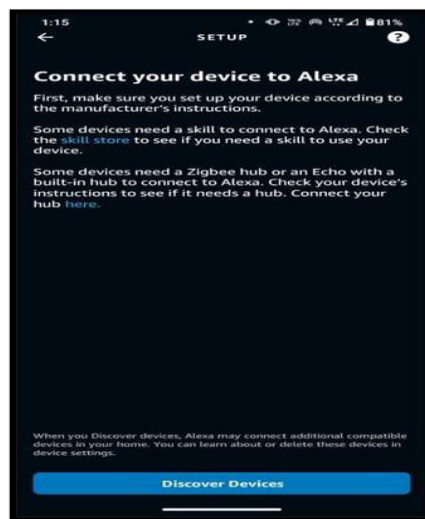 1:15
81%
SETUP
?
Connect your device to Alexa
First, make sure you set up your device according to
the manufacturer's instructions.
Some devices need a skill to connect to Alexa. Check
the skill store to see if you need a skill to use your
device.
Some devices need a Zigbee hub or an Echo with a
built-in hub to connect to Alexa. Check your device's
instructions to see if it needs a hub. Connect your
hub here.
When you Discover devices, Alexa may connect additional compatible
devices in your home. You can learn about or delete these devices in
device settings.
Discover Devices